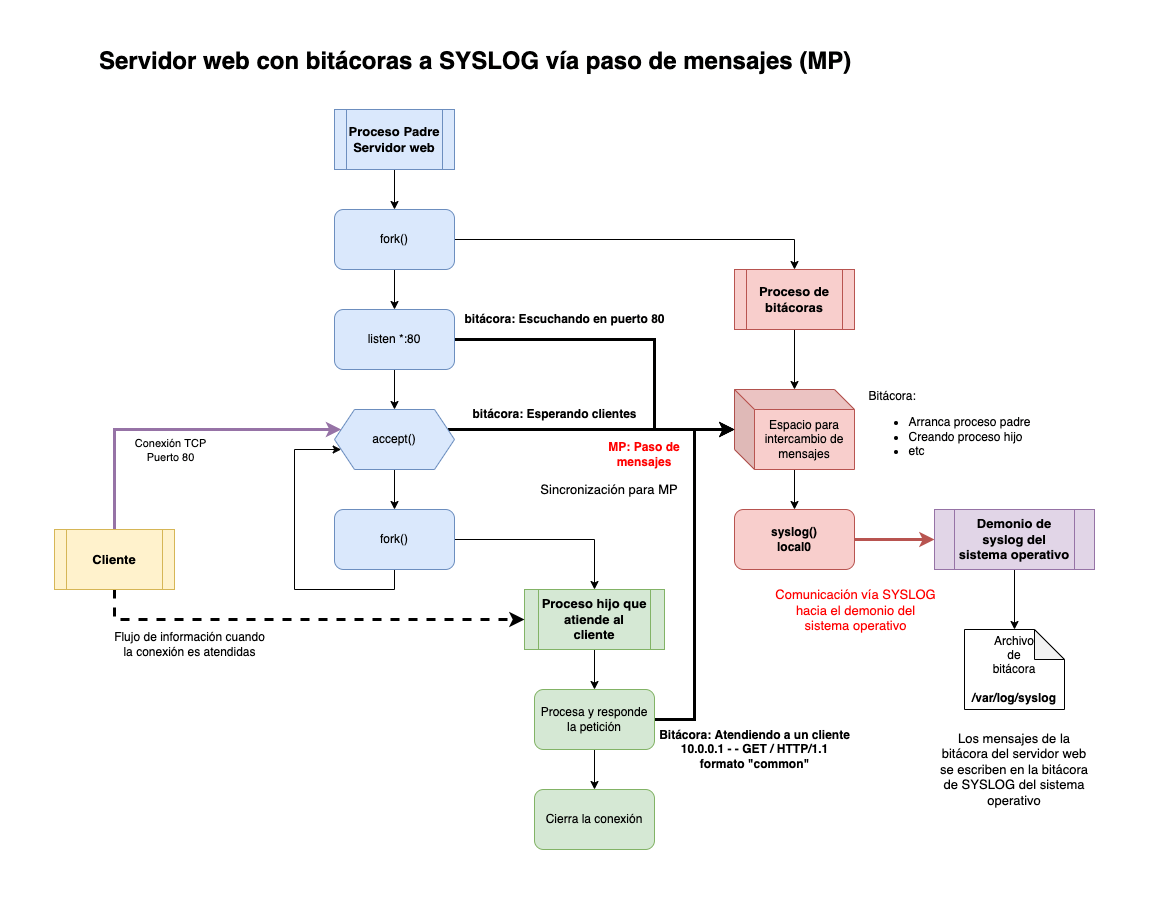 Servidor web con bitácoras a SYSLOG vía paso de mensajes (MP)
Proceso Padre
Servidor web
fork()
Proceso de
bitácoras
bitácora: Escuchando en puerto 80
listen *:80
Bitácora:
• Arranca proceso padre
• Creando proceso hijo
• etc
bitácora: Esperando clientes
Espacio para
intercambio de
mensajes
accept()
Conexión TCP
Puerto 80
MP: Paso de
mensajes
Sincronización para MP
fork()
syslog()
local0
Demonio de
syslog del
sistema operativo
Cliente
Comunicación vía SYSLOG
hacia el demonio del
sistema operativo
Proceso hijo que
atiende al
cliente
Flujo de información cuando
la conexión es atendidas
Archivo
de
bitácora
/var/log/syslog
Procesa y responde
la petición
Bitácora: Atendiendo a un cliente
10.0.0.1 - - GET / HTTP/1.1
formato "common"
Los mensajes de la
bitácora del servidor web
se escriben en la bitácora
de SYSLOG del sistema
operativo
Cierra la conexión